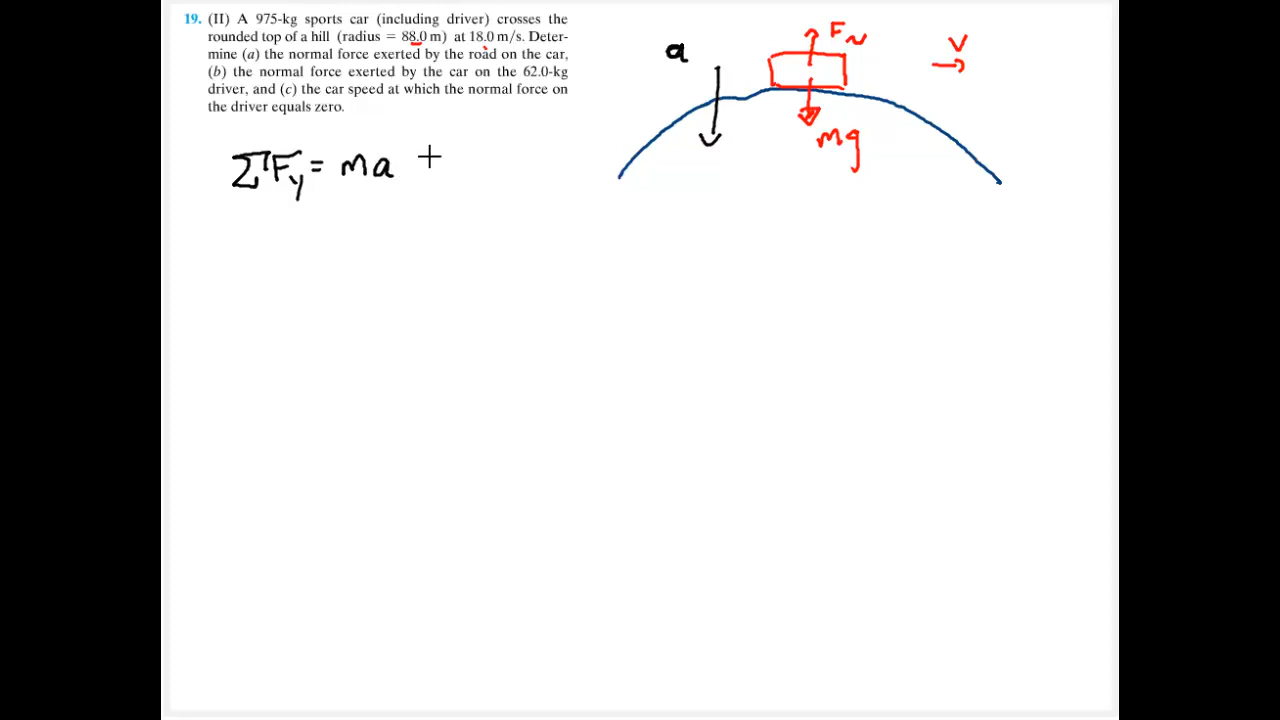 19. (II) A 975-kg sports car (including driver) crosses the
rounded top of a hill (radius = 88.0 m) at 18.0 m/s. Deter-
mine (a) the normal force exerted by the road on the car,
(b) the normal force exerted by the car on the 62.0-kg
driver, and (c) the car speed at which the normal force on
the driver equals zero.
a
FN
V
mg
ΣFy = ma +